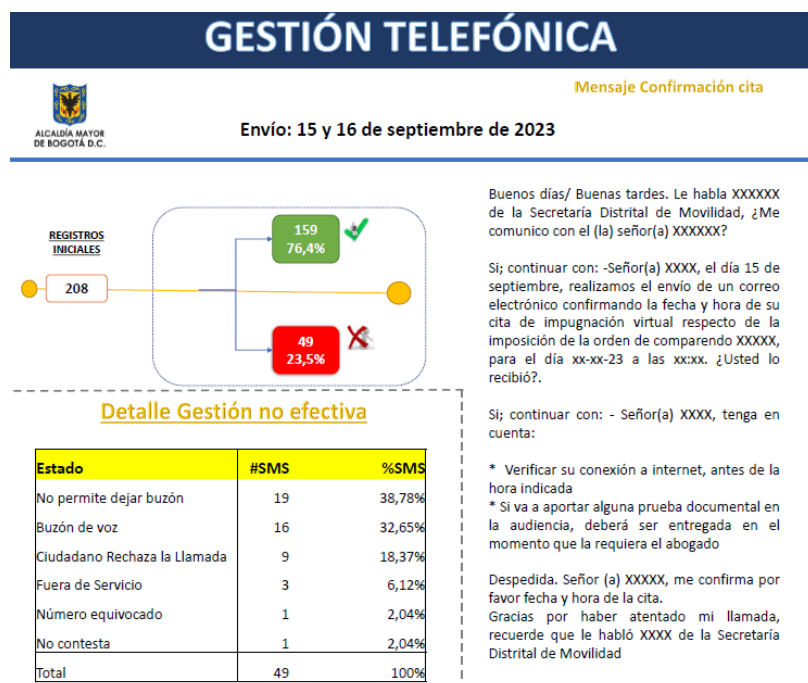 GESTIÓN TELEFÓNICA
Mensaje Confirmación cita
ALCALDÍA MAYOR
DE BOGOTÁ D.C.
Envío: 15 y 16 de septiembre de 2023
REGISTROS
INICIALES
208
159
76,4%
49
23,5%
Detalle Gestión no efectiva
Estado #SMS %SMS
No permite dejar buzón 19 38,78%
Buzón de voz 16 32,65%
Ciudadano Rechaza la Llamada 9 18,37%
Fuera de Servicio 3 6,12%
Número equivocado 1 2,04%
No contesta 1 2,04%
Total 49 100%
Buenos días/ Buenas tardes. Le habla XXXXXX
de la Secretaría Distrital de Movilidad, ¿Me
comunico con el (la) señor(a) XXXXXX?
Si; continuar con: -Señor(a) XXXX, el día 15 de
septiembre, realizamos el envío de un correo
electrónico confirmando la fecha y hora de su
cita de impugnación virtual respecto de la
imposición de la orden de comparendo XXXXX,
para el día xx-xx-23 a las xx:xx. ¿Usted lo
recibió?.
Si; continuar con: - Señor(a) XXXX, tenga en
cuenta:
* Verificar su conexión a internet, antes de la
hora indicada
* Si va a aportar alguna prueba documental en
la audiencia, deberá ser entregada en el
momento que la requiera el abogado
Despedida. Señor (a) XXXXX, me confirma por
favor fecha y hora de la cita.
Gracias por haber atentado mi llamada,
recuerde que le habló XXXX de la Secretaría
Distrital de Movilidad